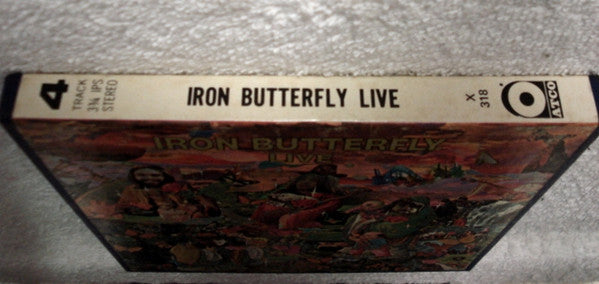 4
TRACK
3¾ IPS
STEREO
IRON BUTTERFLY LIVE
X
318
ATCO
IRON BUTTERFLY
LIVE